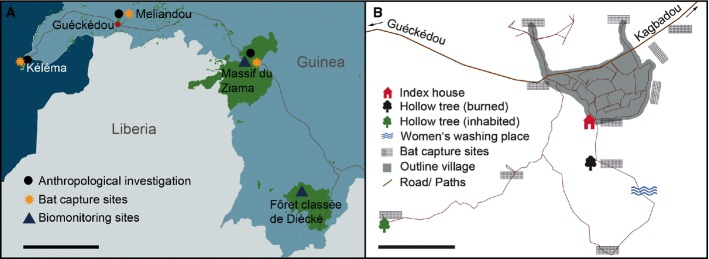 A
Meliandou
Guéckédou
Kéléma
Massif du
Ziama
Guinea
Liberia
Anthropological investigation
Bat capture sites
Biomonitoring sites
Fôret classée
de Diécké
B
Guéckédou
Kagbadou
Index house
Hollow tree (burned)
Hollow tree (inhabited)
Women's washing place
Bat capture sites
Outline village
Road/ Paths